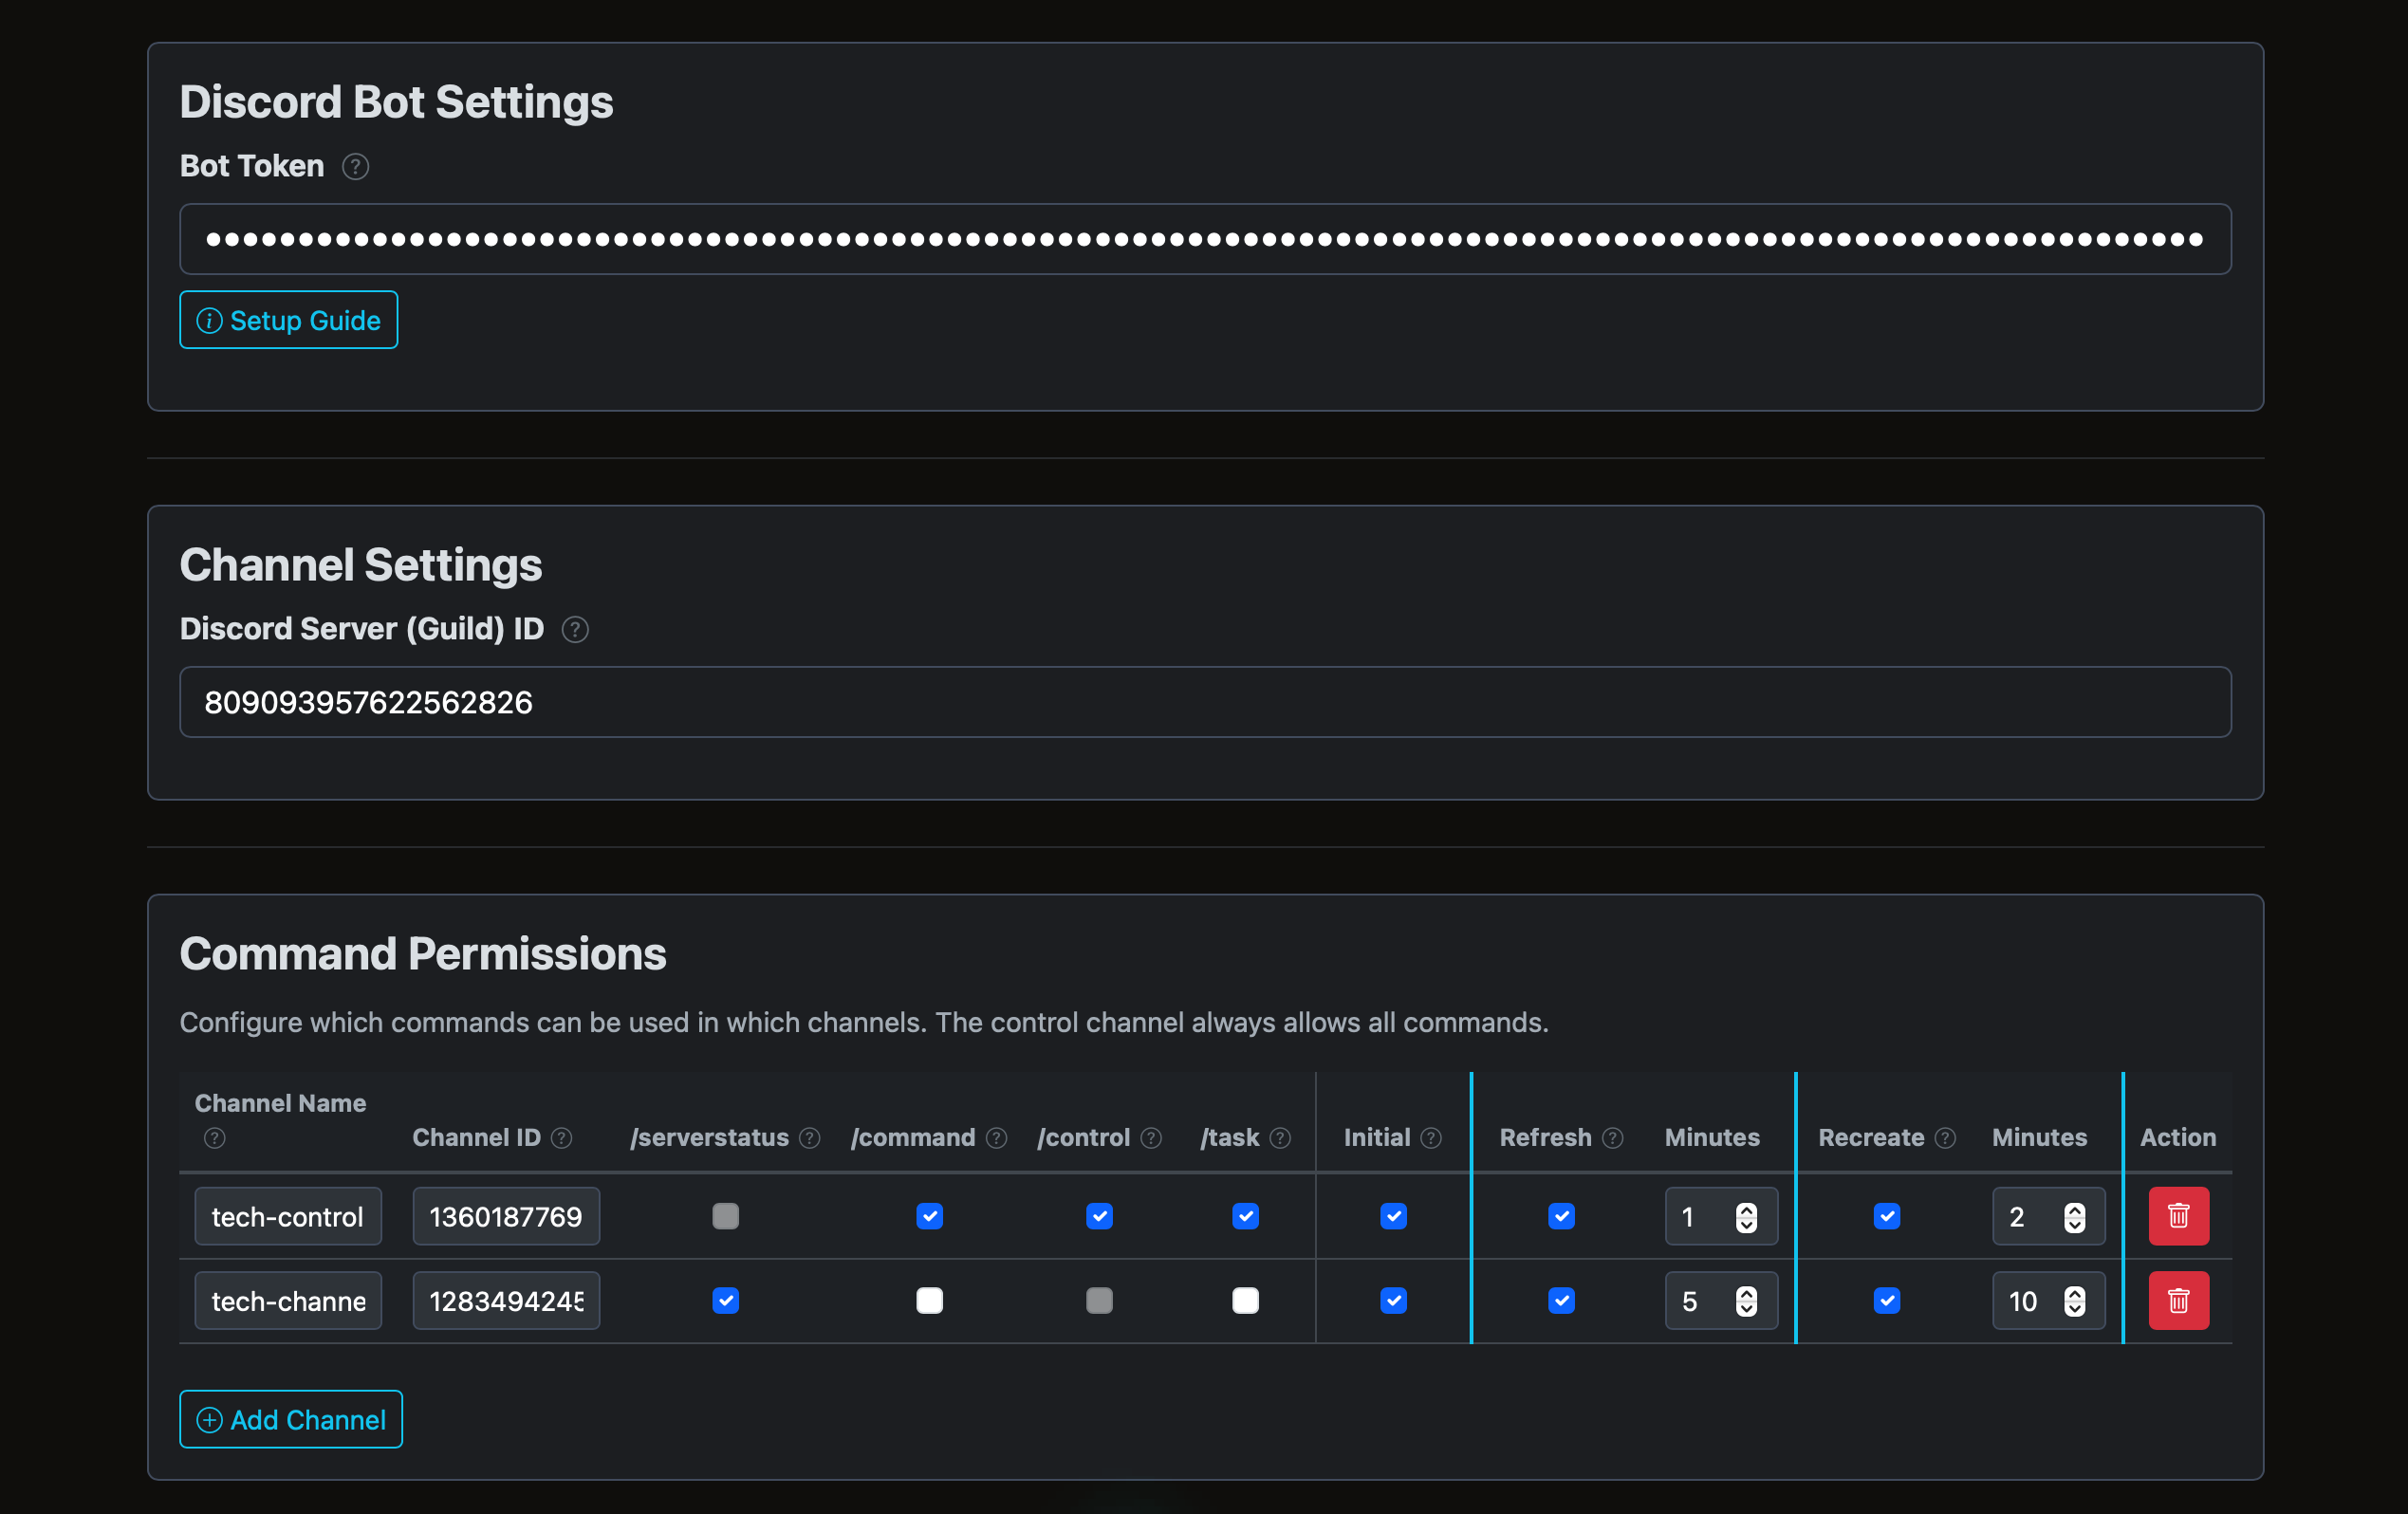 Discord Bot Settings
Bot Token
••••••••••••••••••••••••••••••••••••••••••••••••••••••••••••••••••••••••••••••••••••••••••••••••••••••••••••
Setup Guide
Channel Settings
Discord Server (Guild) ID
809093957622562826
Command Permissions
Configure which commands can be used in which channels. The control channel always allows all commands.
Channel Name Channel ID /serverstatus /command /control /task Initial Refresh Minutes Recreate Minutes Action
tech-control 1360187769 1 2
tech-channe 1283494245 5 10
Add Channel